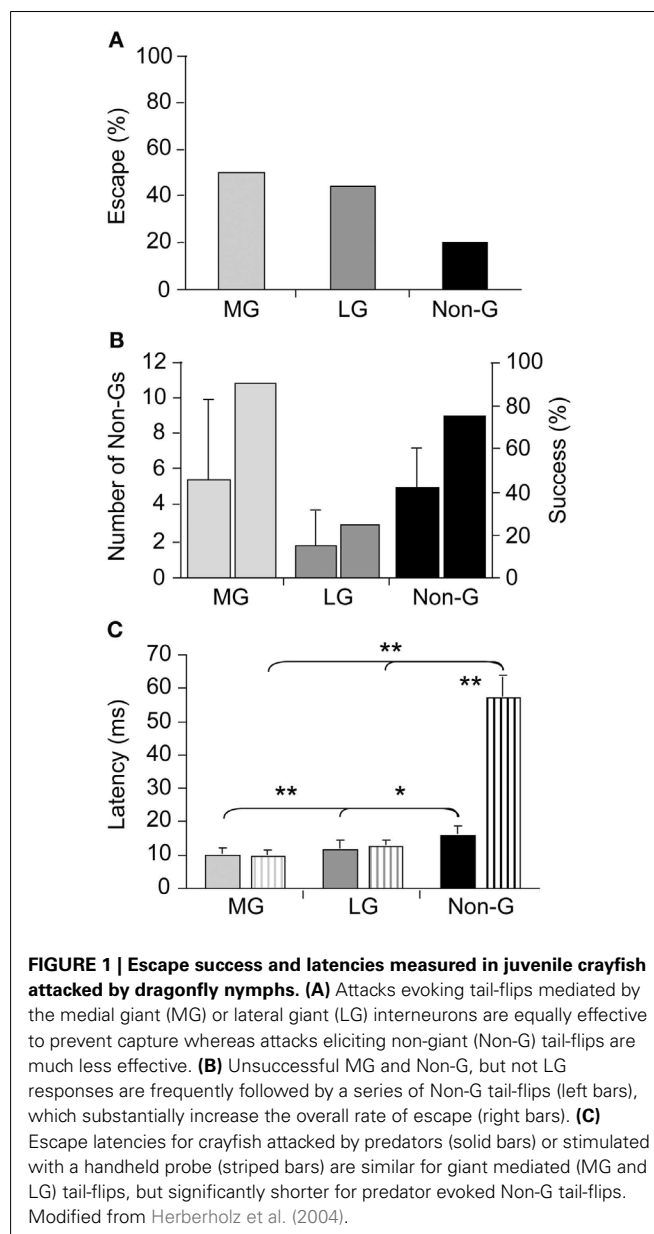 A
100
80
60
40
20
0
Escape (%)
MG LG Non-G
B
12
10
8
6
4
2
0
Number of Non-Gs
100
80
60
40
20
0
Success (%)
MG LG Non-G
C
70
60
50
40
30
20
10
0
Latency (ms)
**
**
**
*
MG LG Non-G
FIGURE 1 | Escape success and latencies measured in juvenile crayfish
attacked by dragonfly nymphs. (A) Attacks evoking tail-flips mediated by
the medial giant (MG) or lateral giant (LG) interneurons are equally effective
to prevent capture whereas attacks eliciting non-giant (Non-G) tail-flips are
much less effective. (B) Unsuccessful MG and Non-G, but not LG
responses are frequently followed by a series of Non-G tail-flips (left bars),
which substantially increase the overall rate of escape (right bars). (C)
Escape latencies for crayfish attacked by predators (solid bars) or stimulated
with a handheld probe (striped bars) are similar for giant mediated (MG and
LG) tail-flips, but significantly shorter for predator evoked Non-G tail-flips.
Modified from Herberholz et al. (2004).